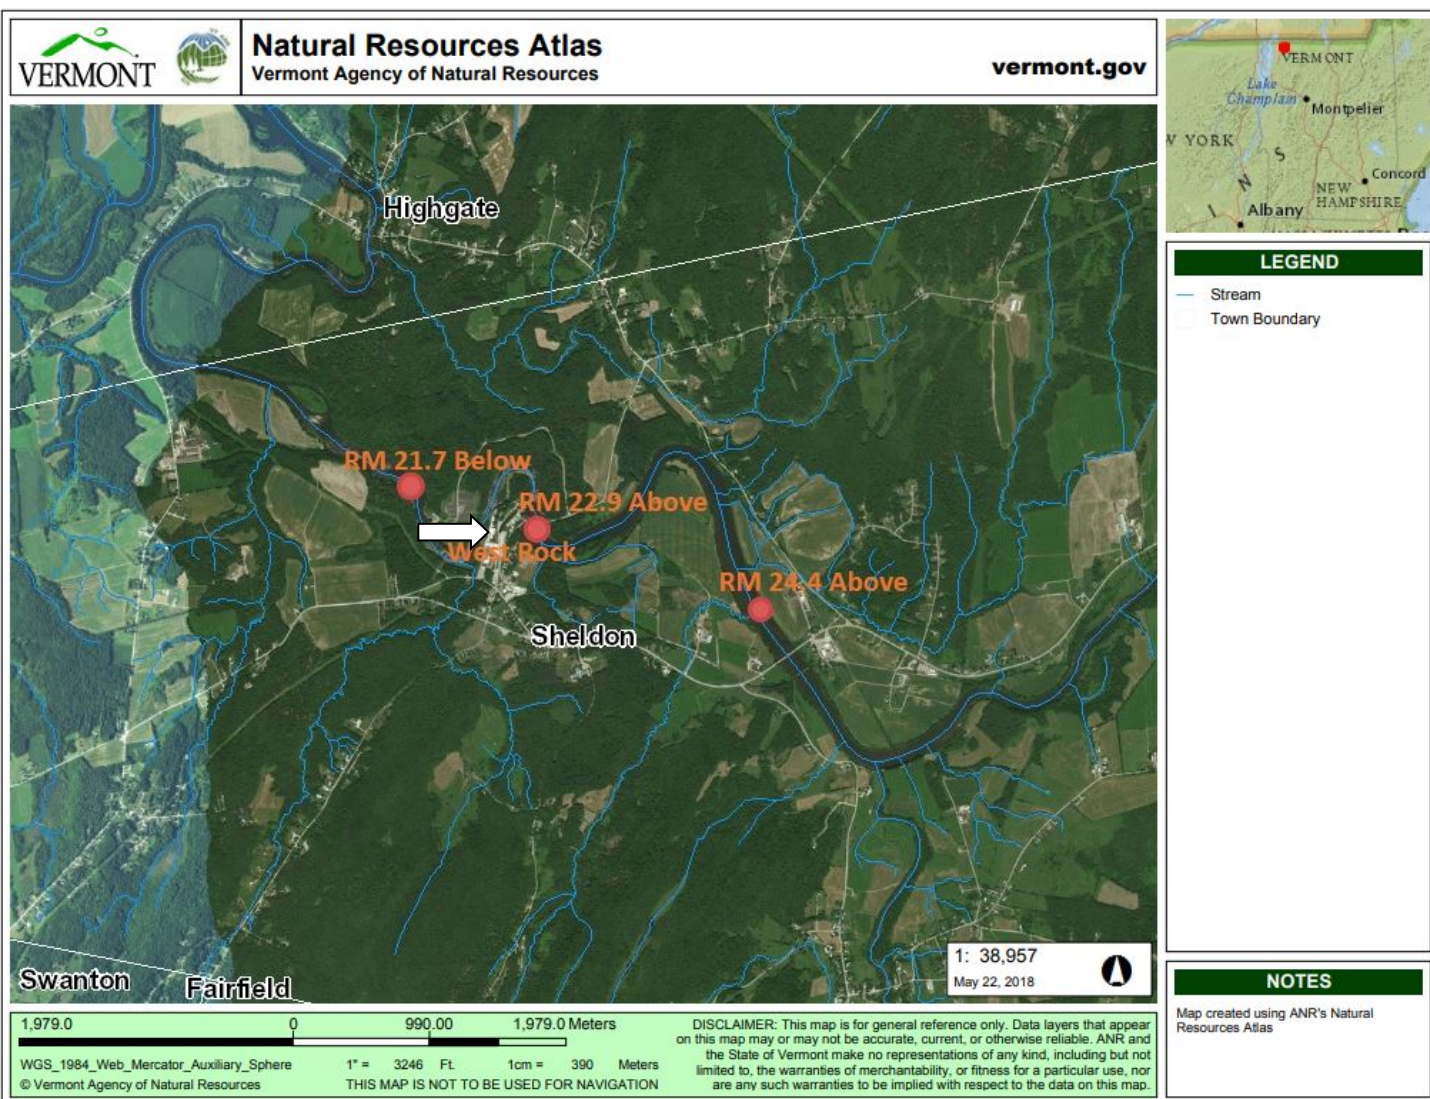 VERMONT
VT ANR
Natural Resources Atlas
Vermont Agency of Natural Resources
vermont.gov
VERMONT
Lake
Champlain
Montpelier
W YORK
S
N
I
Concord
NEW
HAMPSHIRE
Albany
Highgate
RM 21.7 Below
RM 22.9 Above
West Rock
RM 24.4 Above
Sheldon
Swanton
Fairfield
1: 38,957
May 22, 2018
LEGEND
Stream
Town Boundary
NOTES
Map created using ANR's Natural
Resources Atlas
1,979.0 0 990.00 1,979.0 Meters
WGS_1984_Web_Mercator_Auxiliary_Sphere 1" = 3246 Ft. 1cm = 390 Meters
© Vermont Agency of Natural Resources THIS MAP IS NOT TO BE USED FOR NAVIGATION
DISCLAIMER: This map is for general reference only. Data layers that appear
on this map may or may not be accurate, current, or otherwise reliable. ANR and
the State of Vermont make no representations of any kind, including but not
limited to, the warranties of merchantability, or fitness for a particular use, nor
are any such warranties to be implied with respect to the data on this map.